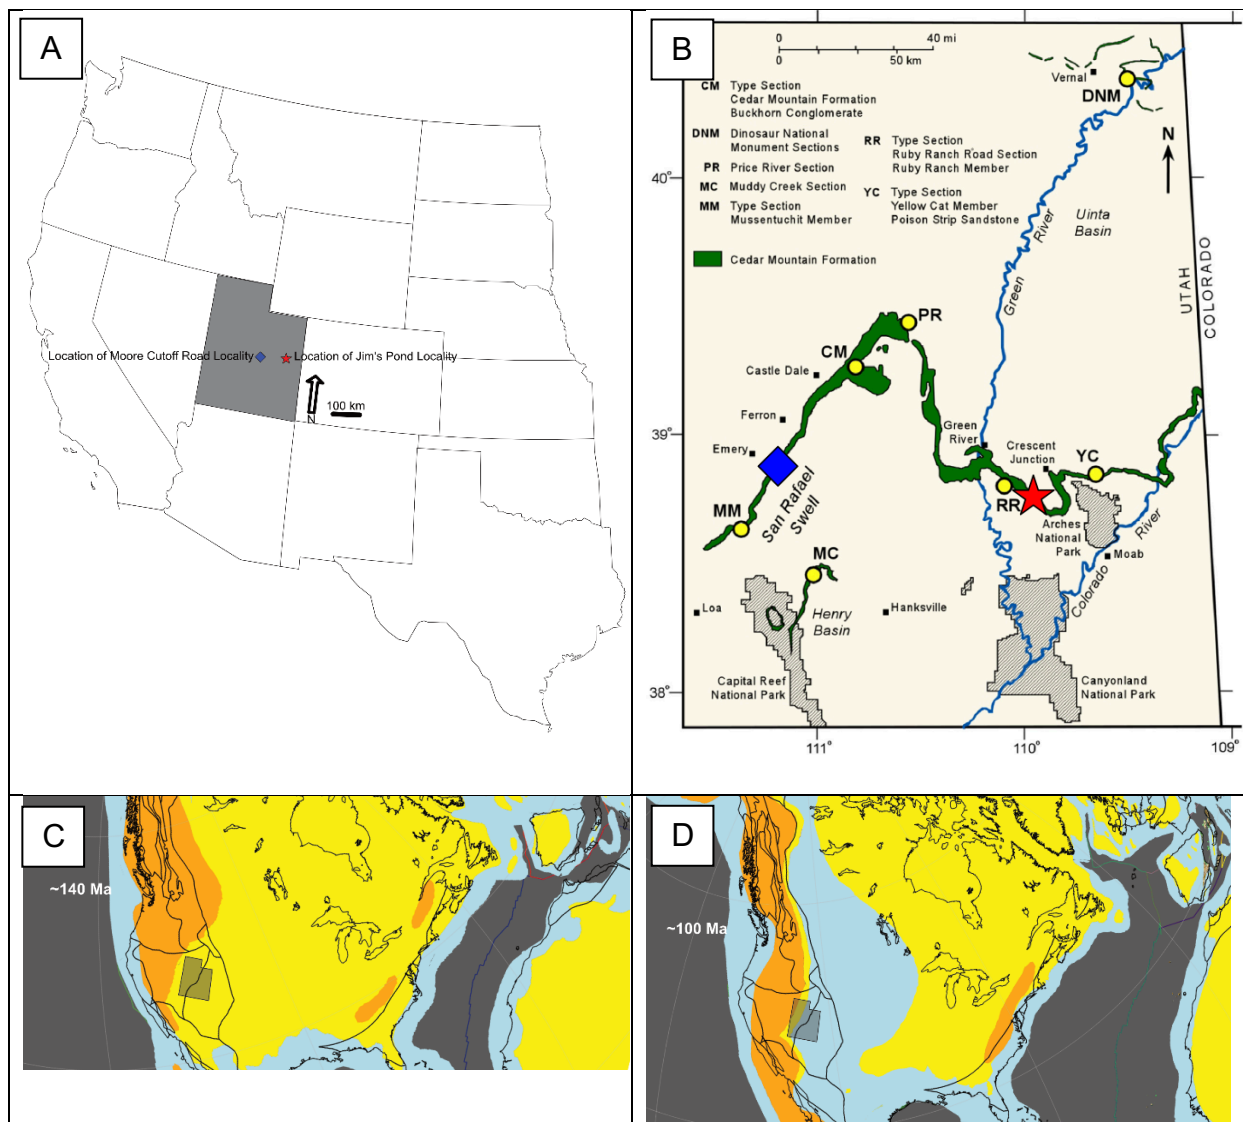 A
Location of Moore Cutoff Road Locality
Location of Jim's Pond Locality
N
100 km
B
0 40 mi
0 50 km
CM Type Section
Cedar Mountain Formation
Buckhorn Conglomerate
DNM Dinosaur National
Monument Sections
PR Price River Section
MC Muddy Creek Section
MM Type Section
Mussentuchit Member
RR Type Section
Ruby Ranch Road Section
Ruby Ranch Member
YC Type Section
Yellow Cat Member
Poison Strip Sandstone
Cedar Mountain Formation
Vernal
DNM
N
40°
Green River
Uinta
Basin
UTAH
COLORADO
PR
CM
Castle Dale
Ferron
39°
Emery
Green
River
Crescent
Junction
YC
San Rafael
Swell
MM
RR
Arches
National
Park
Moab
Colorado River
MC
Loa
Henry
Basin
Hanksville
38°
Capital Reef
National Park
Canyonland
National Park
111°
110°
109°
C
~140 Ma
D
~100 Ma